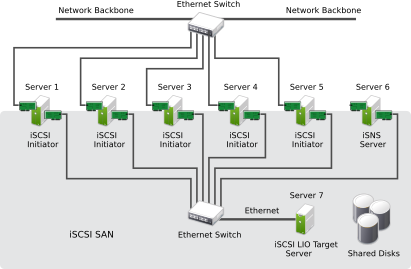 Ethernet Switch
Network Backbone
Network Backbone
Server 1
Server 2
Server 3
Server 4
Server 5
Server 6
iSCSI
Initiator
iSCSI
Initiator
iSCSI
Initiator
iSCSI
Initiator
iSCSI
Initiator
iSNS
Server
Server 7
Ethernet
iSCSI SAN
Ethernet Switch
iSCSI LIO Target
Server
Shared Disks